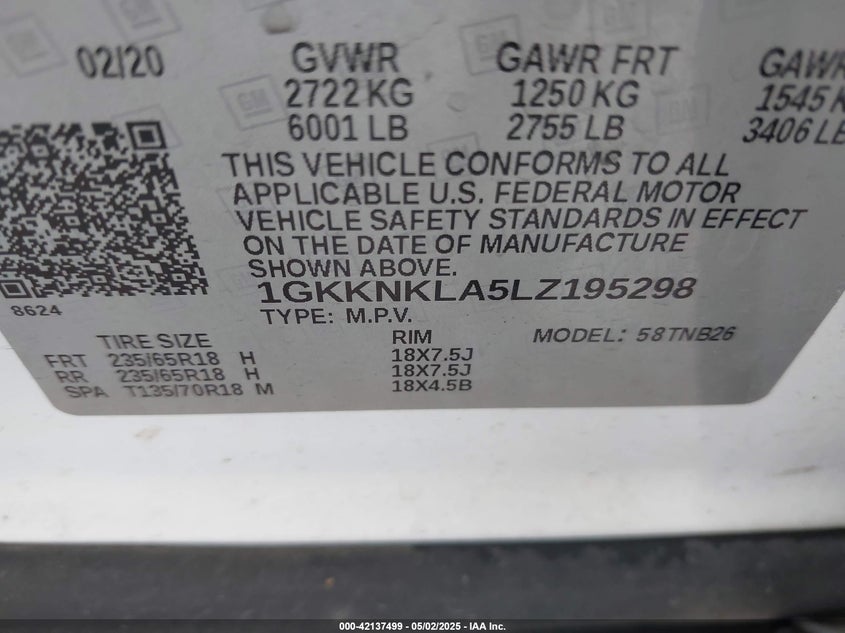 02/20 GVWR GAWR FRT GAWR
2722 KG 1250 KG 1545 K
6001 LB 2755 LB 3406 LB
THIS VEHICLE CONFORMS TO ALL
APPLICABLE U.S. FEDERAL MOTOR
VEHICLE SAFETY STANDARDS IN EFFECT
ON THE DATE OF MANUFACTURE
SHOWN ABOVE.
8624
1GKKNKLA5LZ195298
TYPE: M.P.V.
TIRE SIZE RIM MODEL: 58TNB26
FRT 235/65R18 H 18X7.5J
RR 235/65R18 H 18X7.5J
SPA T135/70R18 M 18X4.5B
GM
000-42137499 - 05/02/2025 - IAA Inc.